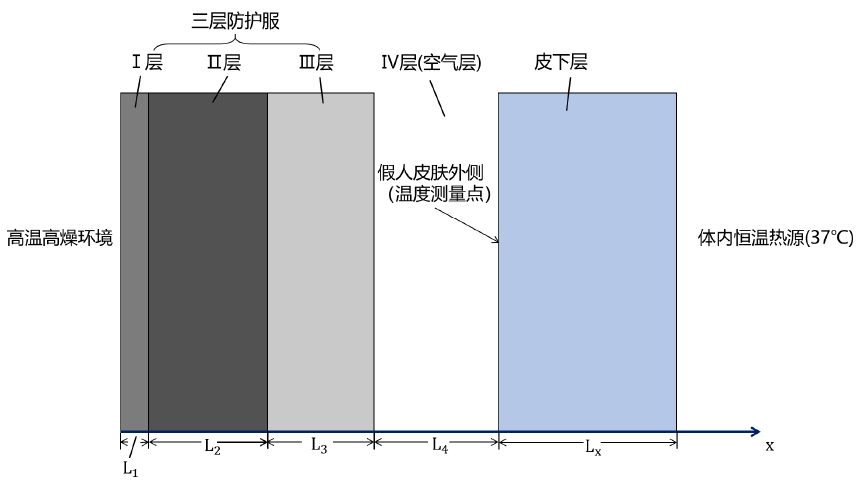 三层防护服
Ⅰ层
Ⅱ层
Ⅲ层
Ⅳ层(空气层)
皮下层
假人皮肤外侧
(温度测量点)
高温高燥环境
体内恒温热源(37℃)
L₁
L₂
L₃
L₄
Lₓ
x